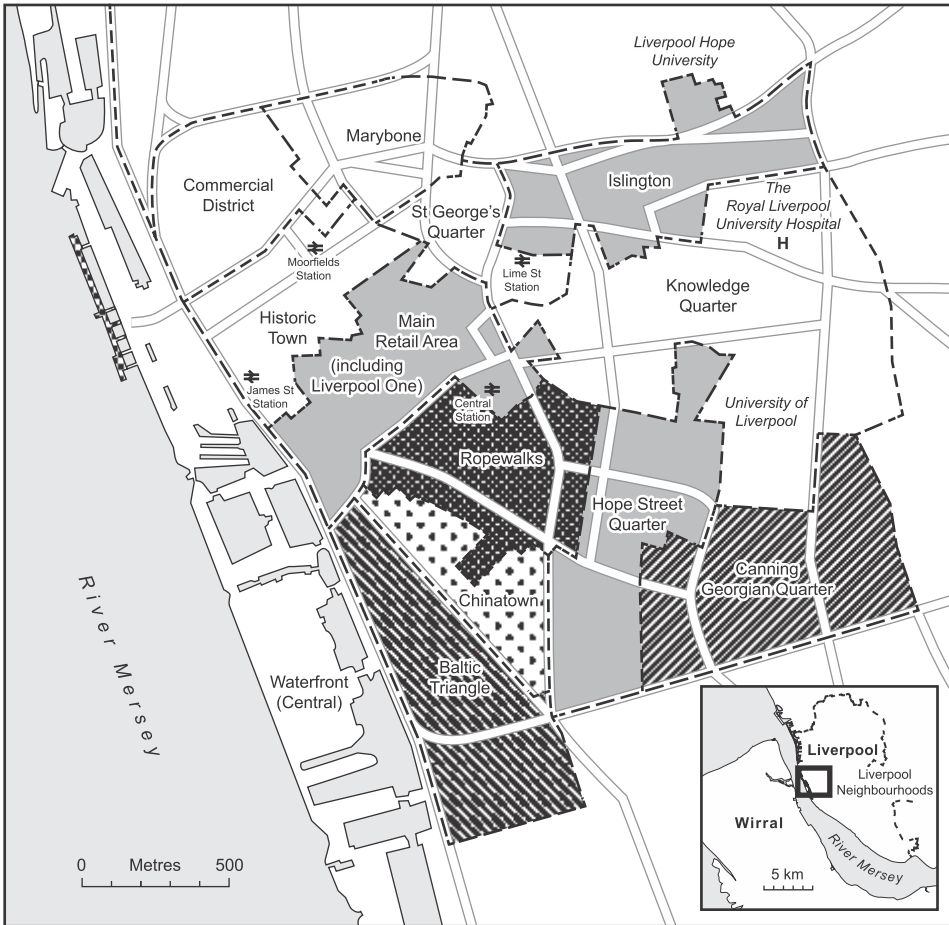 Liverpool Hope
University
Marybone
Commercial
District
Islington
The
Royal Liverpool
University Hospital
H
St George's
Quarter
Moorfields
Station
Lime St
Station
Knowledge
Quarter
Historic
Town
Main
Retail Area
(including
Liverpool One)
James St
Station
Central
Station
University of
Liverpool
Ropewalks
Hope Street
Quarter
Canning
Georgian Quarter
Chinatown
Baltic
Triangle
Waterfront
(Central)
River Mersey
0 Metres 500
Liverpool
Liverpool
Neighbourhoods
Wirral
River Mersey
5 km